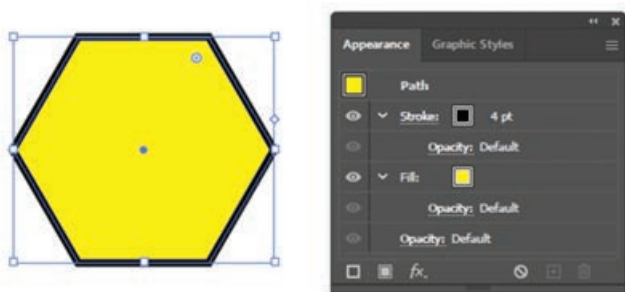 Appearance Graphic Styles
Path
Stroke: 4 pt
Opacity: Default
Fill:
Opacity: Default
Opacity: Default
fx.